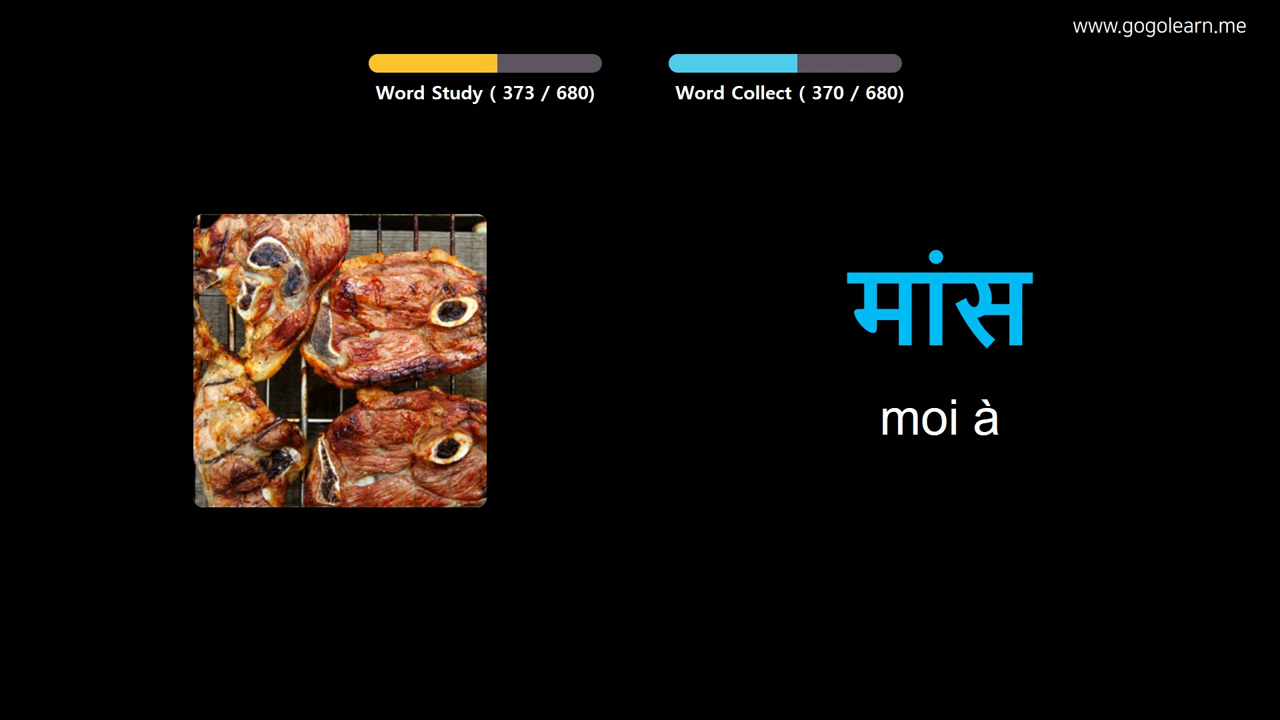 www.gogolearn.me
Word Study ( 373 / 680)
Word Collect ( 370 / 680)
मांस
moi à